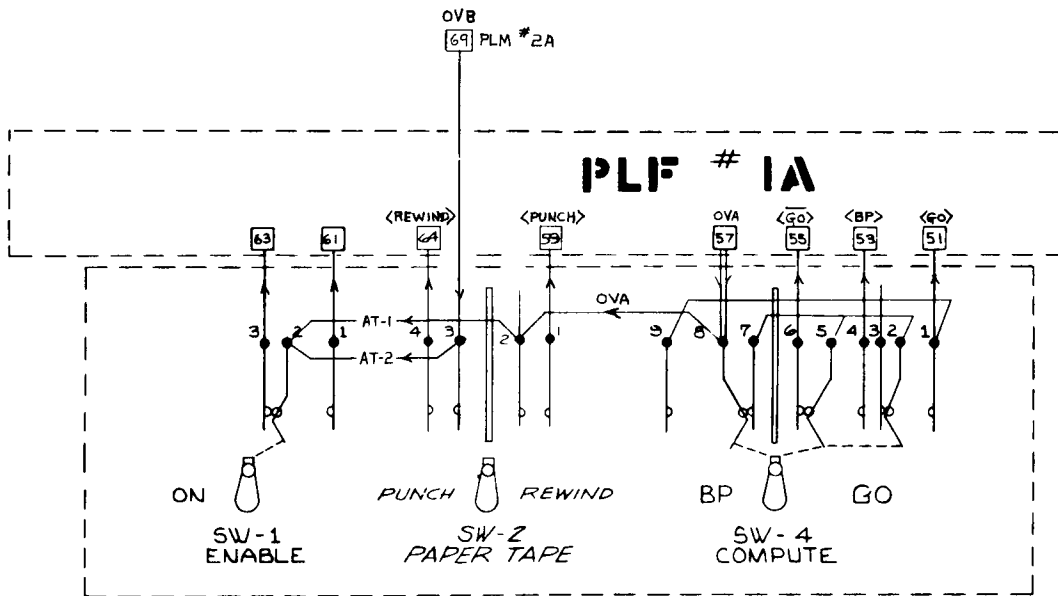 OVB
69 PLM #2A
PLF # 1A
<REWIND> <PUNCH> OVA <G̅O̅> <BP> <GO>
63 61 64 59 57 55 53 51
OVA
AT-1
3 2 1 4 3 2 1 9 8 7 6 5 4 3 2 1
AT-2
ON PUNCH REWIND BP GO
SW-1 SW-2 SW-4
ENABLE PAPER TAPE COMPUTE